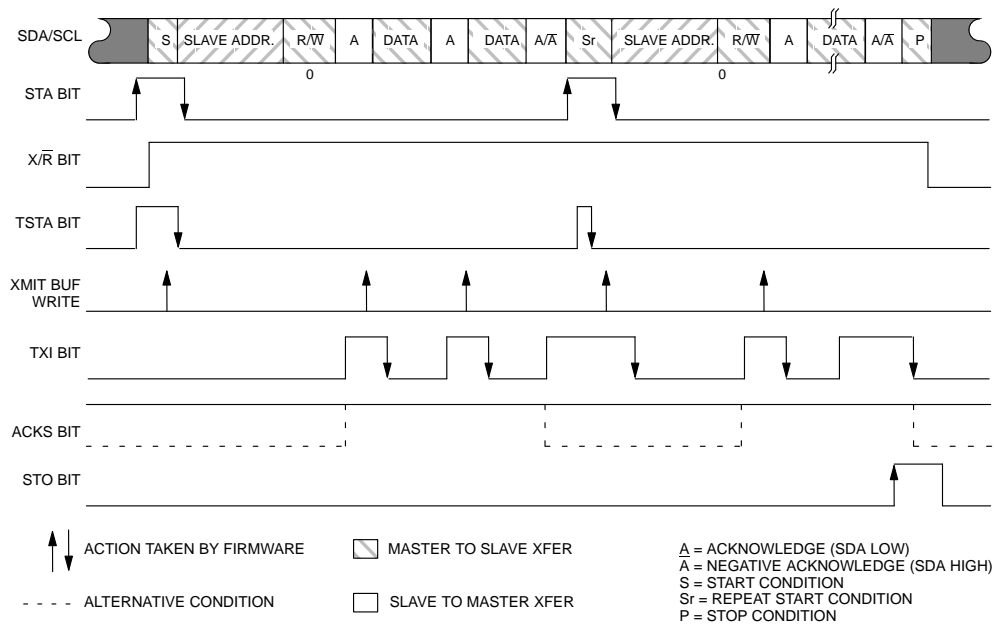 SDA/SCL S SLAVE ADDR. R/W̅ A DATA A DATA A/A̅ Sr SLAVE ADDR. R/W̅ A DATA A/A̅ P
0 0
STA BIT
X/R̅ BIT
TSTA BIT
XMIT BUF
WRITE
TXI BIT
ACKS BIT
STO BIT
ACTION TAKEN BY FIRMWARE
MASTER TO SLAVE XFER
ALTERNATIVE CONDITION
SLAVE TO MASTER XFER
A = ACKNOWLEDGE (SDA LOW)
A̅ = NEGATIVE ACKNOWLEDGE (SDA HIGH)
S = START CONDITION
Sr = REPEAT START CONDITION
P = STOP CONDITION